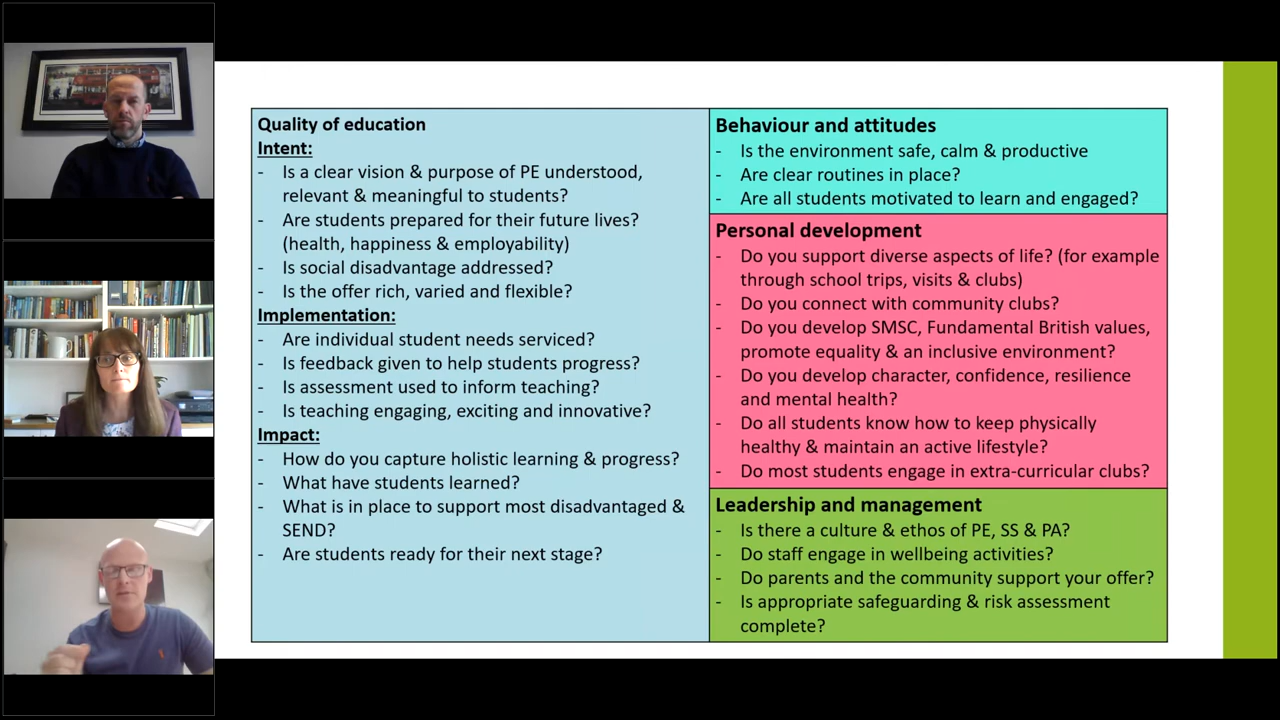 Quality of education
Intent:
- Is a clear vision & purpose of PE understood,
relevant & meaningful to students?
- Are students prepared for their future lives?
(health, happiness & employability)
- Is social disadvantage addressed?
- Is the offer rich, varied and flexible?
Implementation:
- Are individual student needs serviced?
- Is feedback given to help students progress?
- Is assessment used to inform teaching?
- Is teaching engaging, exciting and innovative?
Impact:
- How do you capture holistic learning & progress?
- What have students learned?
- What is in place to support most disadvantaged &
SEND?
- Are students ready for their next stage?
Behaviour and attitudes
- Is the environment safe, calm & productive
- Are clear routines in place?
- Are all students motivated to learn and engaged?
Personal development
- Do you support diverse aspects of life? (for example
through school trips, visits & clubs)
- Do you connect with community clubs?
- Do you develop SMSC, Fundamental British values,
promote equality & an inclusive environment?
- Do you develop character, confidence, resilience
and mental health?
- Do all students know how to keep physically
healthy & maintain an active lifestyle?
- Do most students engage in extra-curricular clubs?
Leadership and management
- Is there a culture & ethos of PE, SS & PA?
- Do staff engage in wellbeing activities?
- Do parents and the community support your offer?
- Is appropriate safeguarding & risk assessment
complete?